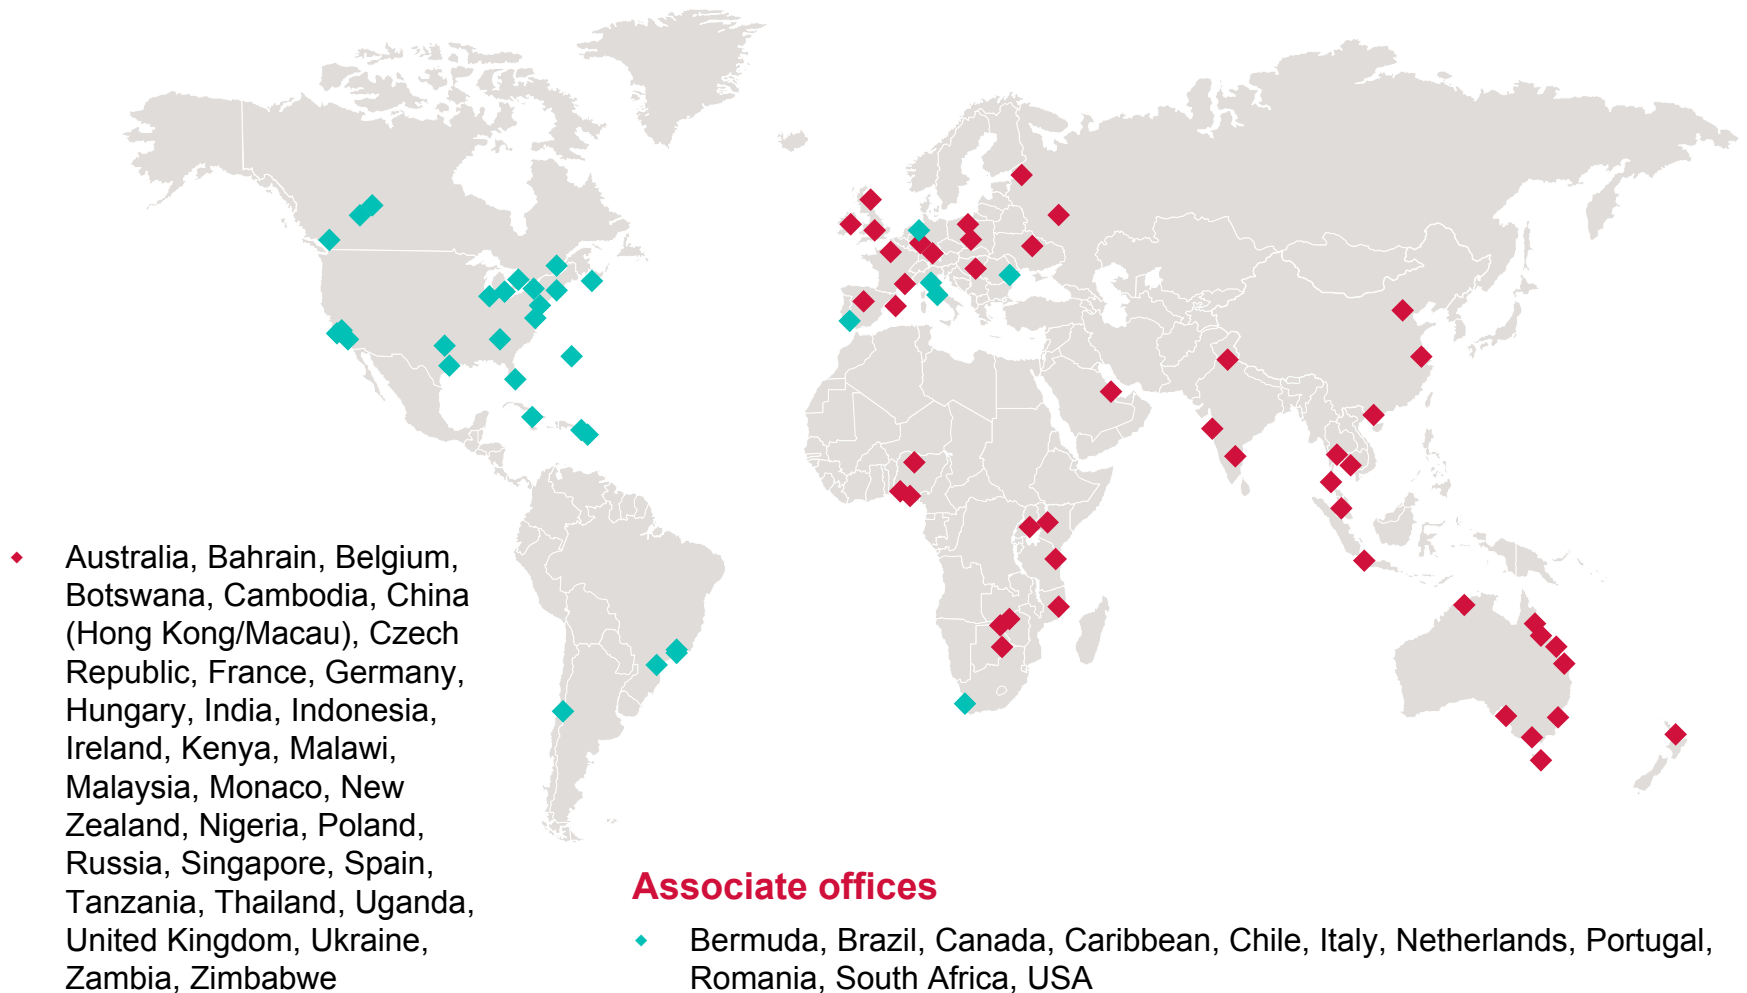 Australia, Bahrain, Belgium,
Botswana, Cambodia, China
(Hong Kong/Macau), Czech
Republic, France, Germany,
Hungary, India, Indonesia,
Ireland, Kenya, Malawi,
Malaysia, Monaco, New
Zealand, Nigeria, Poland,
Russia, Singapore, Spain,
Tanzania, Thailand, Uganda,
United Kingdom, Ukraine,
Zambia, Zimbabwe
Associate offices
Bermuda, Brazil, Canada, Caribbean, Chile, Italy, Netherlands, Portugal,
Romania, South Africa, USA